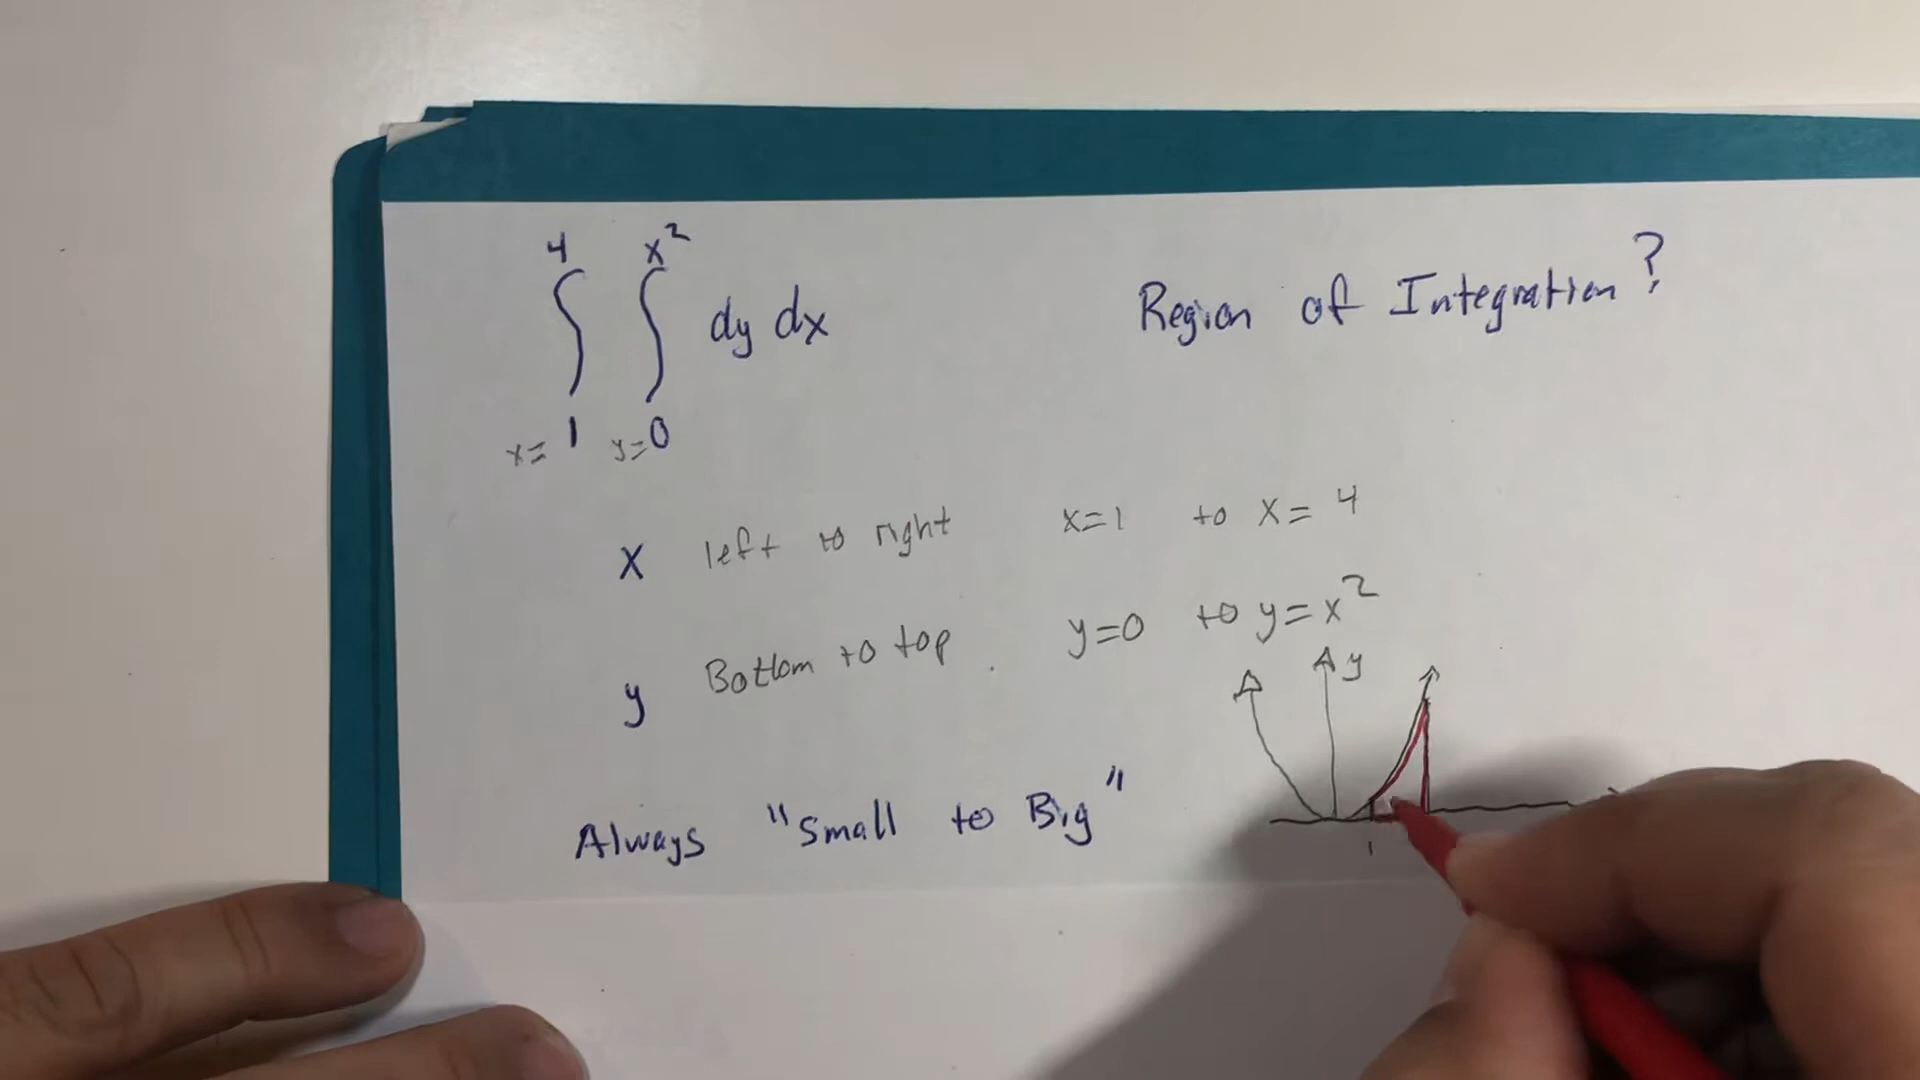 4 x²
∫ ∫ dy dx Region of Integration?
x= 1 y=0
x left to right x=1 to x= 4
y Bottom to top. y=0 to y=x²
y
Always "Small to Big"
1